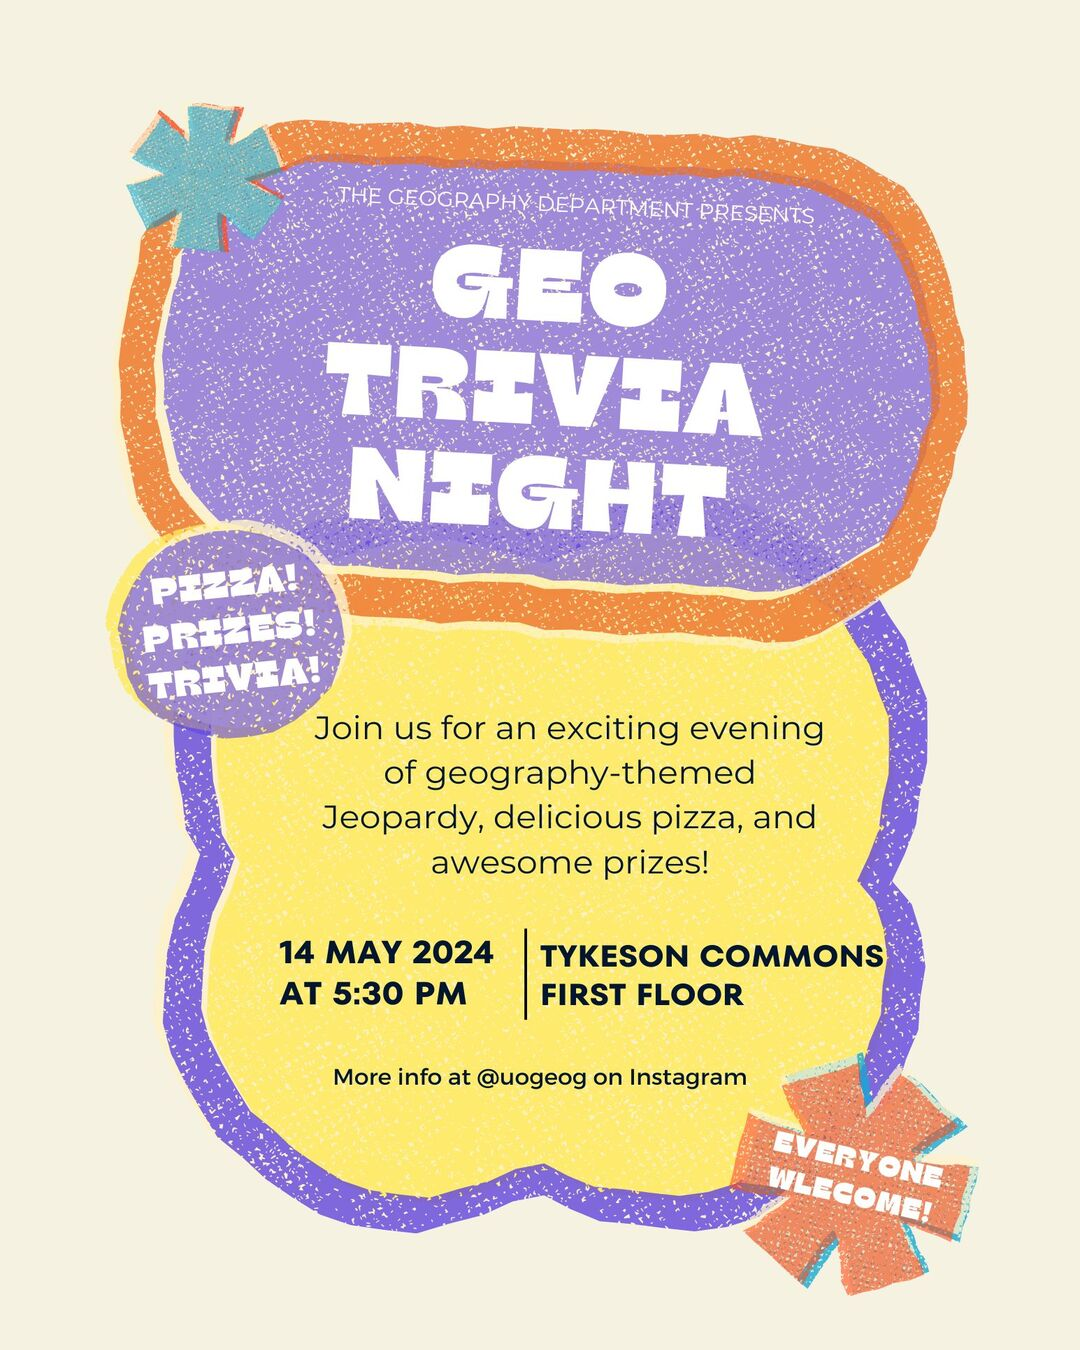 THE GEOGRAPHY DEPARTMENT PRESENTS
GEO
TRIVIA
NIGHT
PIZZA!
PRIZES!
TRIVIA!
Join us for an exciting evening
of geography-themed
Jeopardy, delicious pizza, and
awesome prizes!
14 MAY 2024
AT 5:30 PM
TYKESON COMMONS
FIRST FLOOR
More info at @uogeog on Instagram
EVERYONE
WLECOME!